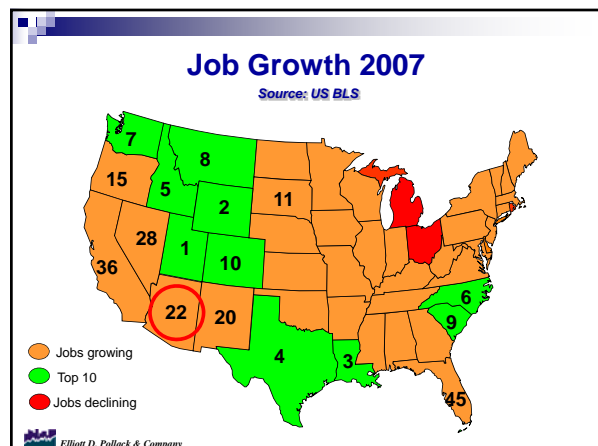 Job Growth 2007
Source: US BLS
7
8
15
5
11
2
28
1
10
36
6
22
20
9
4
3
45
Jobs growing
Top 10
Jobs declining
Elliott D. Pollack & Company